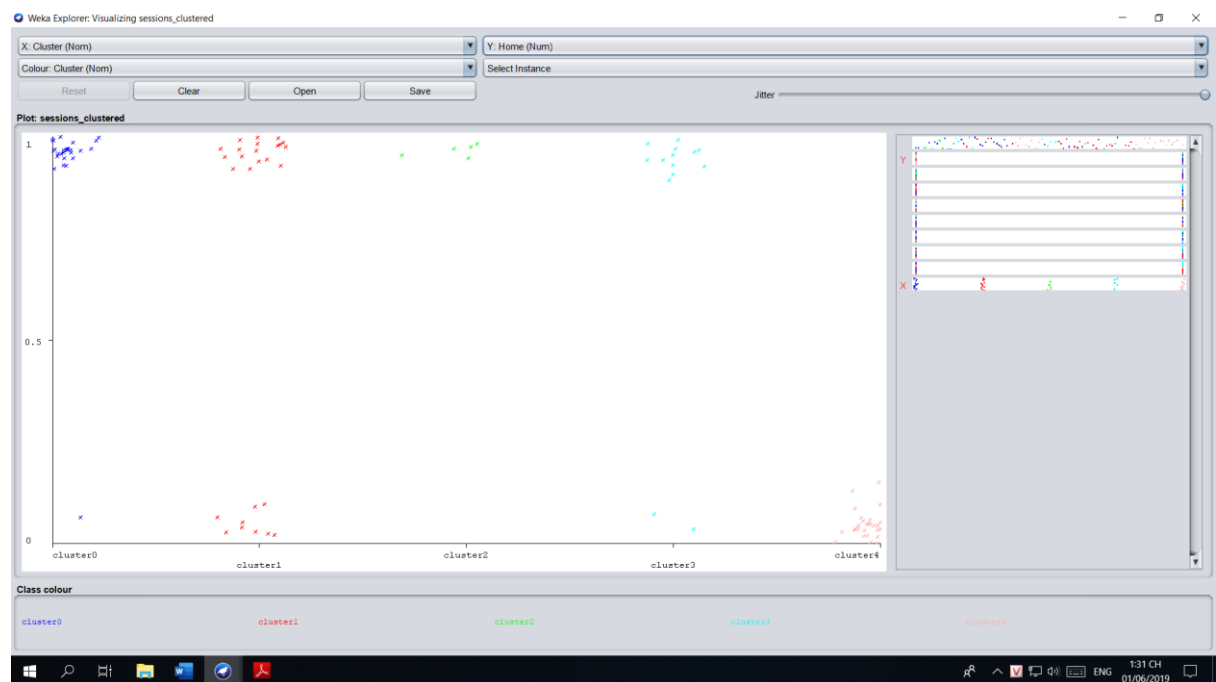 Weka Explorer: Visualizing sessions_clustered
X: Cluster (Nom) Y: Home (Num)
Colour: Cluster (Nom) Select Instance
Reset Clear Open Save Jitter
Plot: sessions_clustered
1
0.5
0
cluster0 cluster1 cluster2 cluster3 cluster4
Y
X
Class colour
cluster0 cluster1 cluster2 cluster3 cluster4
ENG 1:31 CH
01/06/2019